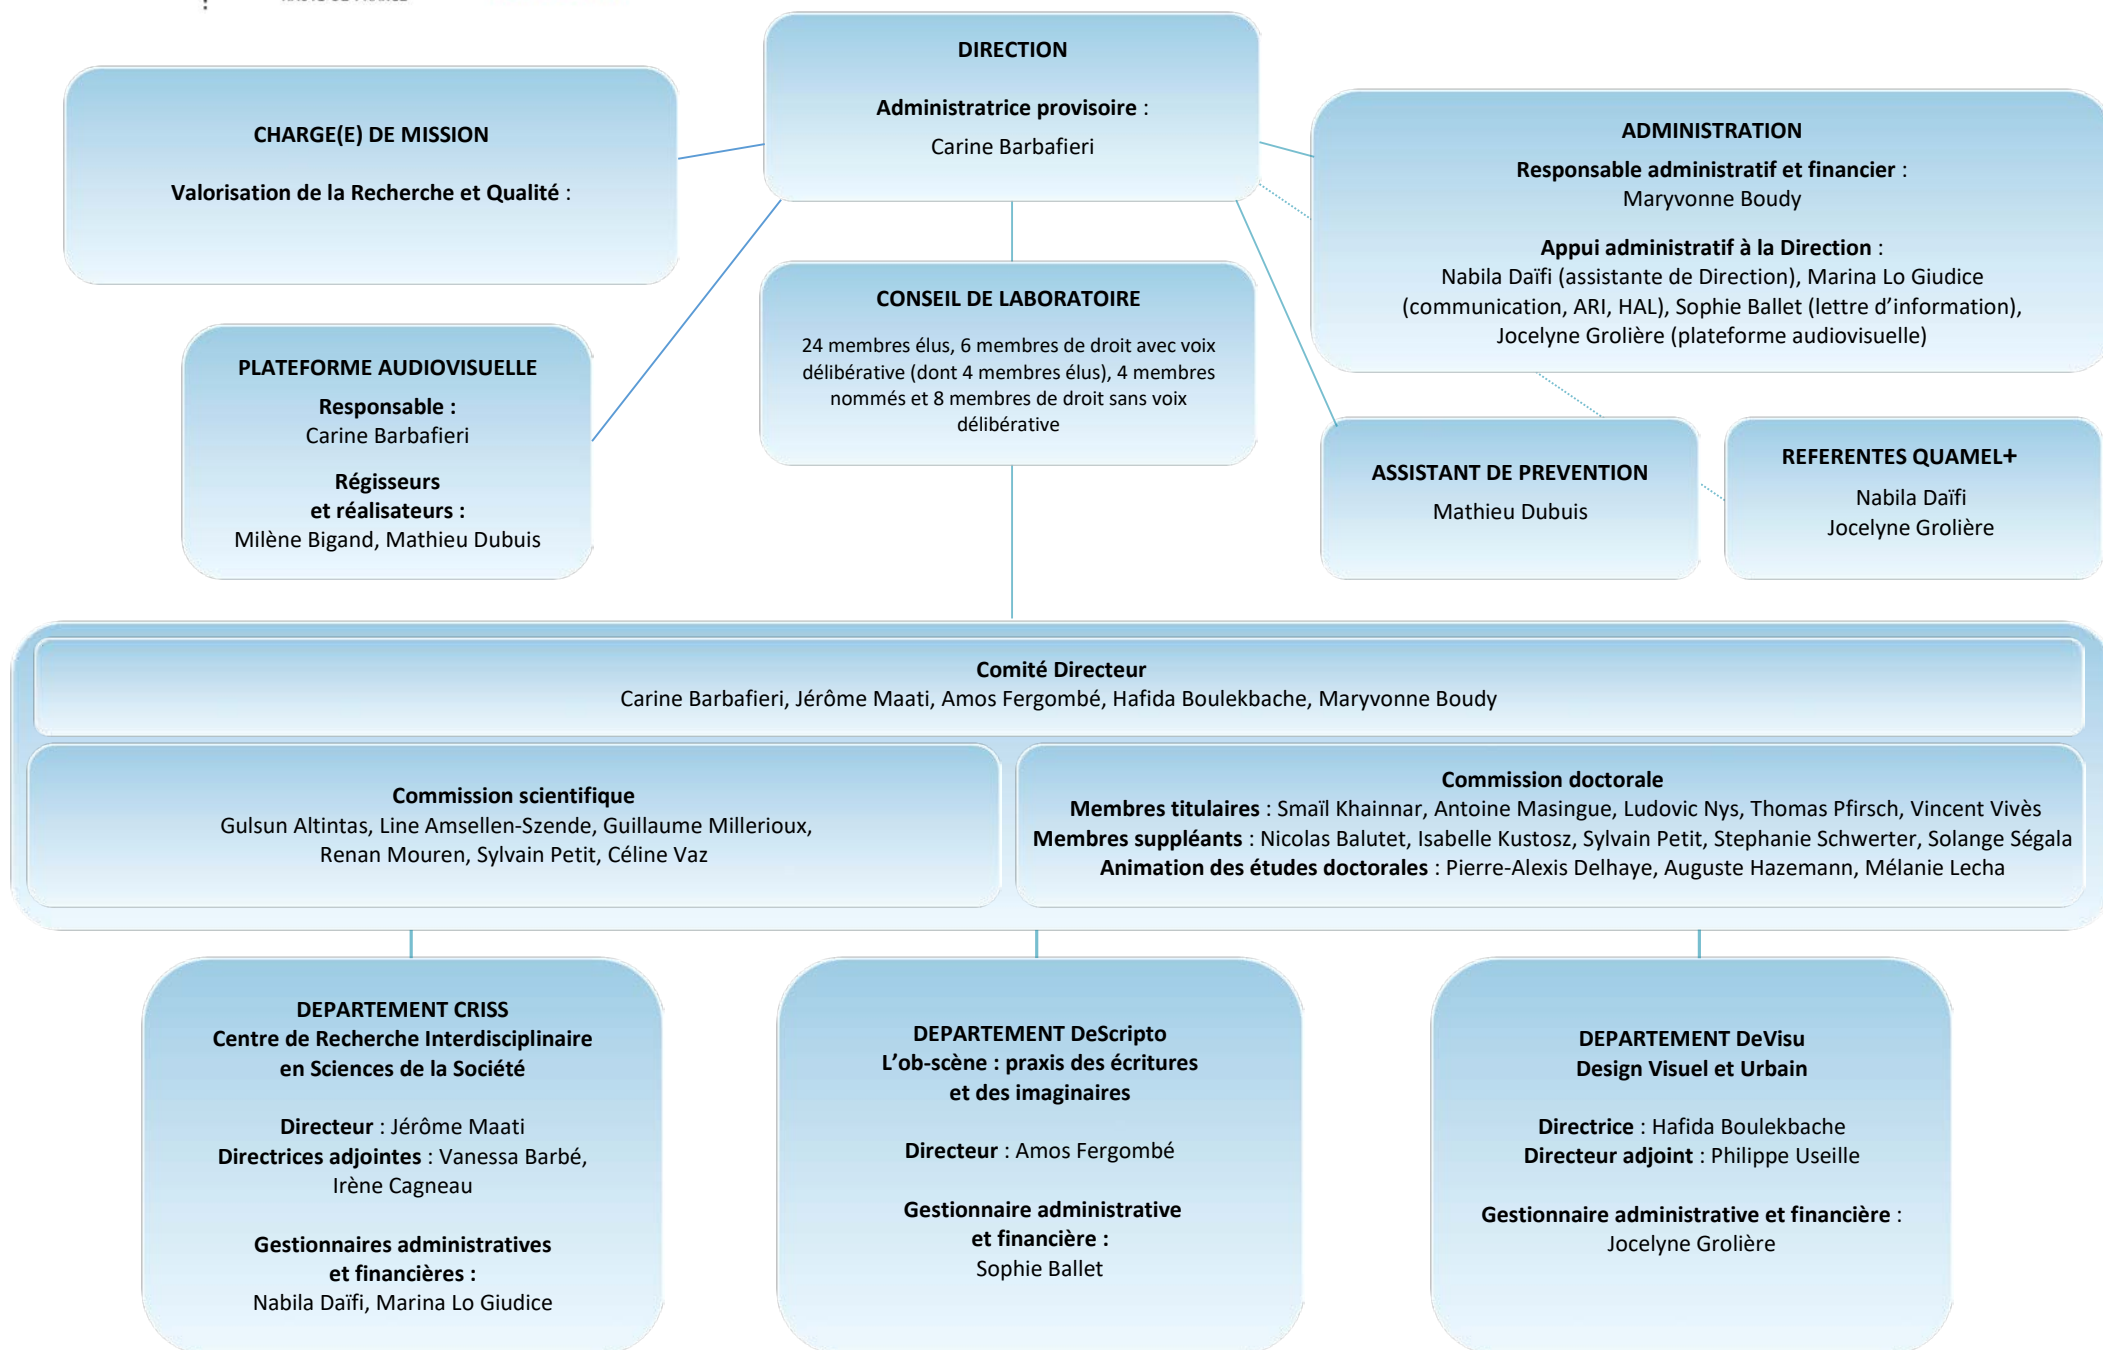 DIRECTION
Administratrice provisoire :
Carine Barbafieri
CHARGE(E) DE MISSION
Valorisation de la Recherche et Qualité :
ADMINISTRATION
Responsable administratif et financier :
Maryvonne Boudy
Appui administratif à la Direction :
Nabila Daïfi (assistante de Direction), Marina Lo Giudice
(communication, ARI, HAL), Sophie Ballet (lettre d’information),
Jocelyne Grolière (plateforme audiovisuelle)
CONSEIL DE LABORATOIRE
24 membres élus, 6 membres de droit avec voix
délibérative (dont 4 membres élus), 4 membres
nommés et 8 membres de droit sans voix
délibérative
PLATEFORME AUDIOVISUELLE
Responsable :
Carine Barbafieri
Régisseurs
et réalisateurs :
Milène Bigand, Mathieu Dubuis
ASSISTANT DE PREVENTION
Mathieu Dubuis
REFERENTES QUAMEL+
Nabila Daïfi
Jocelyne Grolière
Comité Directeur
Carine Barbafieri, Jérôme Maati, Amos Fergombé, Hafida Boulekbache, Maryvonne Boudy
Commission scientifique
Gulsun Altintas, Line Amsellen-Szende, Guillaume Millerioux,
Renan Mouren, Sylvain Petit, Céline Vaz
Commission doctorale
Membres titulaires : Smaïl Khainnar, Antoine Masingue, Ludovic Nys, Thomas Pfirsch, Vincent Vivès
Membres suppléants : Nicolas Balutet, Isabelle Kustosz, Sylvain Petit, Stephanie Schwerter, Solange Ségala
Animation des études doctorales : Pierre-Alexis Delhaye, Auguste Hazemann, Mélanie Lecha
DEPARTEMENT CRISS
Centre de Recherche Interdisciplinaire
en Sciences de la Société
Directeur : Jérôme Maati
Directrices adjointes : Vanessa Barbé,
Irène Cagneau
Gestionnaires administratives
et financières :
Nabila Daïfi, Marina Lo Giudice
DEPARTEMENT DeScripto
L’ob-scène : praxis des écritures
et des imaginaires
Directeur : Amos Fergombé
Gestionnaire administrative
et financière :
Sophie Ballet
DEPARTEMENT DeVisu
Design Visuel et Urbain
Directrice : Hafida Boulekbache
Directeur adjoint : Philippe Useille
Gestionnaire administrative et financière :
Jocelyne Grolière